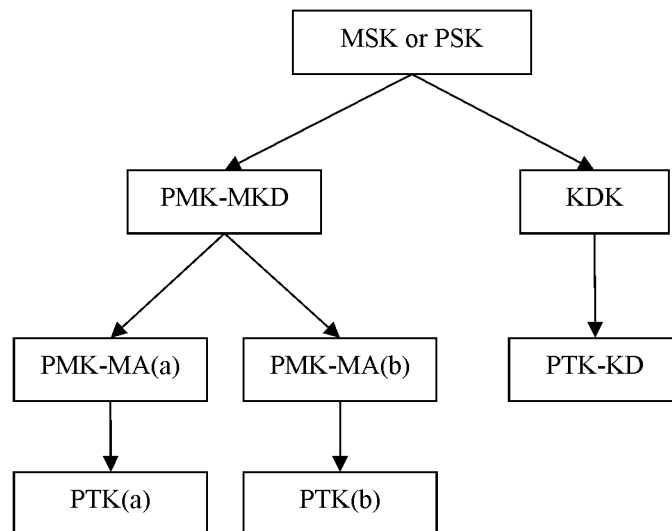 MSK or PSK
PMK-MKD
KDK
PMK-MA(a)
PMK-MA(b)
PTK-KD
PTK(a)
PTK(b)